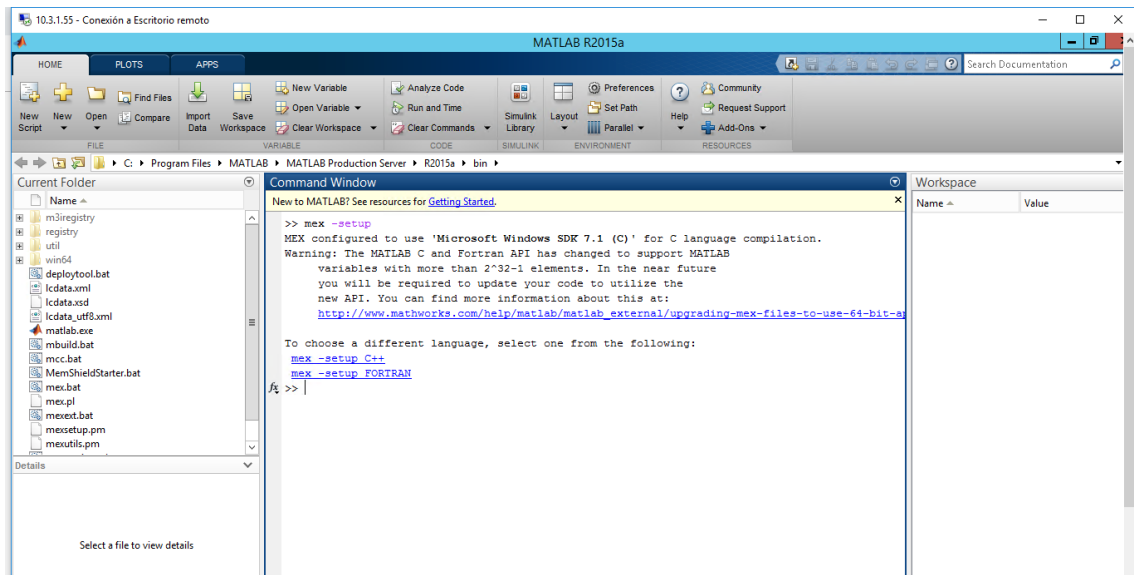 10.3.1.55 - Conexión a Escritorio remoto
MATLAB R2015a
HOME PLOTS APPS
Search Documentation
New Script
New
Open
Find Files
Compare
Import Data
Save Workspace
New Variable
Open Variable
Clear Workspace
Analyze Code
Run and Time
Clear Commands
Simulink Library
Layout
Preferences
Set Path
Parallel
Help
Community
Request Support
Add-Ons
FILE VARIABLE CODE SIMULINK ENVIRONMENT RESOURCES
C: Program Files MATLAB MATLAB Production Server R2015a bin
Current Folder
Name
m3iregistry
registry
util
win64
deploytool.bat
lcdata.xml
lcdata.xsd
lcdata_utf8.xml
matlab.exe
mbuild.bat
mcc.bat
MemShieldStarter.bat
mex.bat
mex.pl
mexext.bat
mexsetup.pm
mexutils.pm
Details
Select a file to view details
Command Window
New to MATLAB? See resources for Getting Started.
>> mex -setup
MEX configured to use 'Microsoft Windows SDK 7.1 (C)' for C language compilation.
Warning: The MATLAB C and Fortran API has changed to support MATLAB
variables with more than 2^32-1 elements. In the near future
you will be required to update your code to utilize the
new API. You can find more information about this at:
http://www.mathworks.com/help/matlab/matlab_external/upgrading-mex-files-to-use-64-bit-ap
To choose a different language, select one from the following:
mex -setup C++
mex -setup FORTRAN
fx >>
Workspace
Name Value